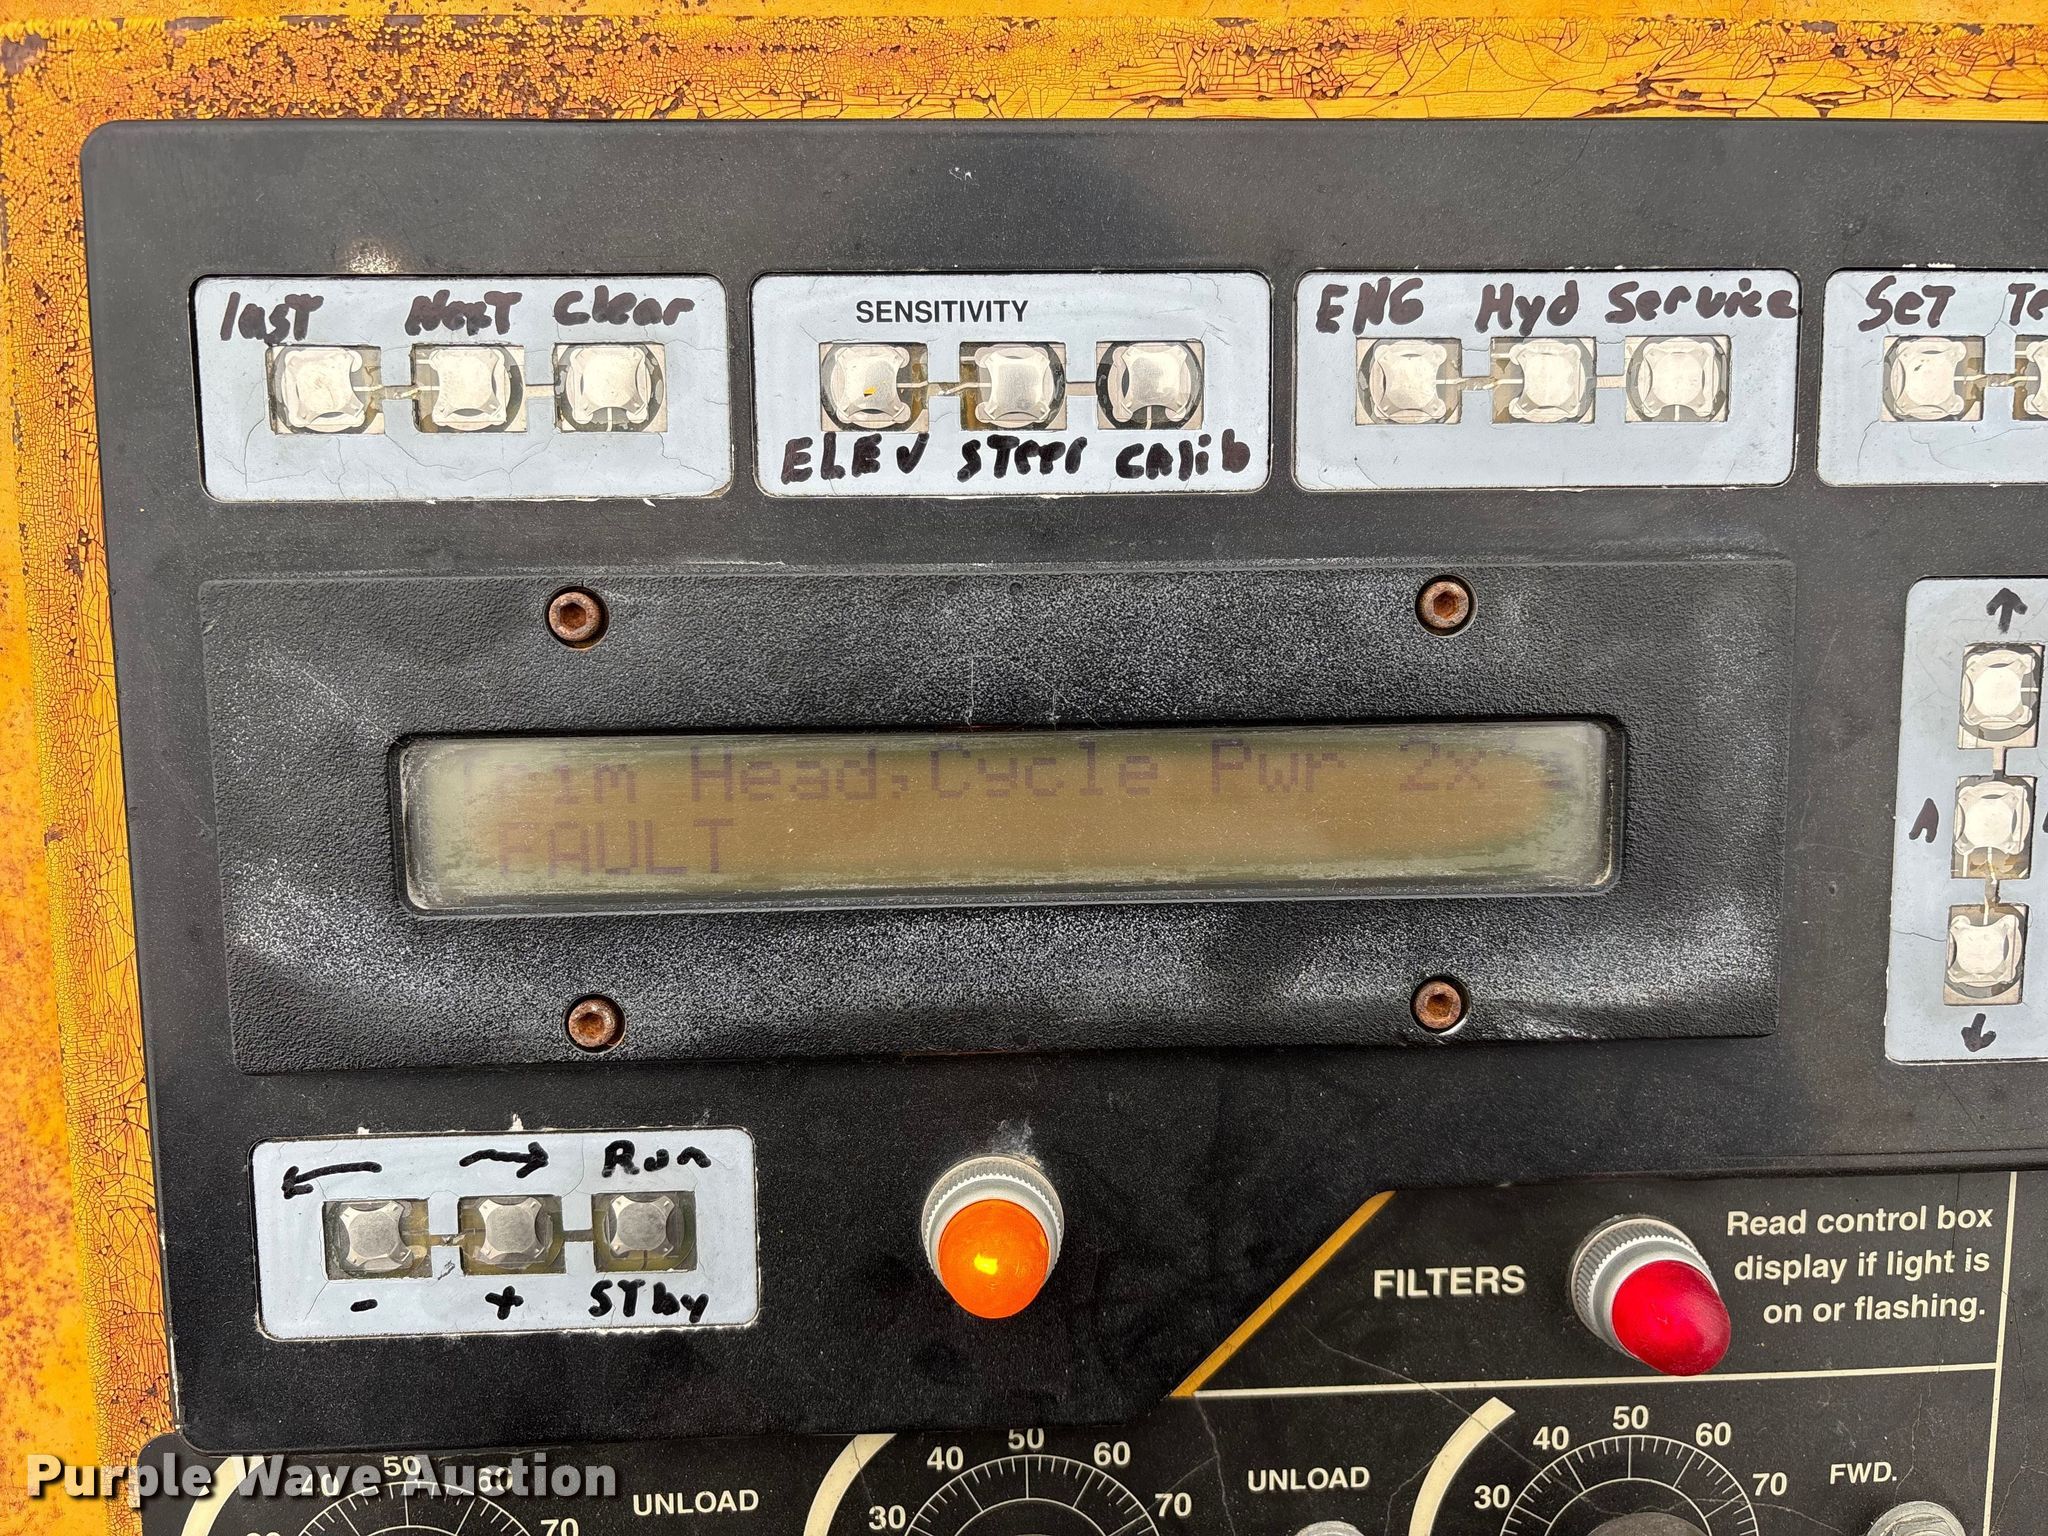 last Next Clear
SENSITIVITY
ELEV STeer CAlib
ENG Hyd Service
SeT
↑
Trim Head,Cycle Pwr 2x
FAULT
↓
← → Run
- + STby
FILTERS
Read control box
display if light is
on or flashing.
40 50 60
70
UNLOAD
30 40 50 60 70
UNLOAD
30 40 50 60 70
FWD.
Purple Wave Auction